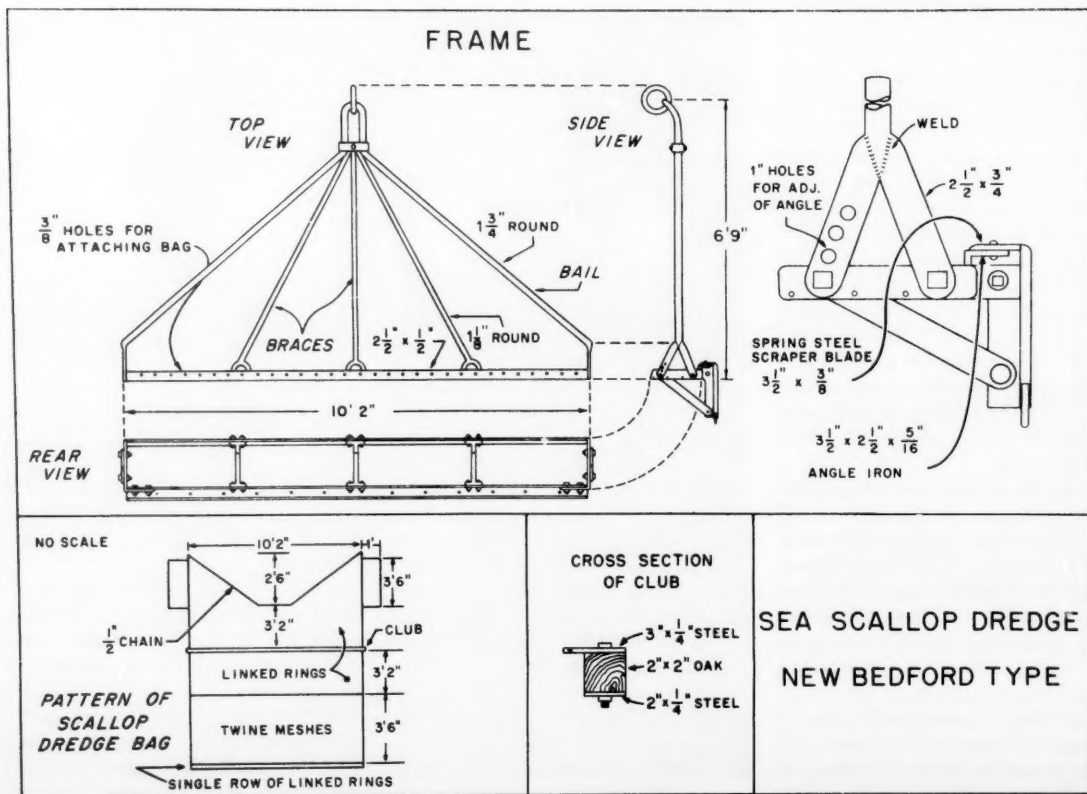 FRAME
TOP
VIEW
SIDE
VIEW
WELD
1" HOLES
FOR ADJ.
OF ANGLE
2 1/2" x 3/4"
3/8" HOLES FOR
ATTACHING BAG
1 3/4" ROUND
BAIL
6'9"
BRACES
2 1/2" x 1/2"
1 1/8" ROUND
SPRING STEEL
SCRAPER BLADE
3 1/2" x 3/8"
10' 2"
3 1/2" x 2 1/2" x 5/16"
ANGLE IRON
REAR
VIEW
NO SCALE
10'2"
1'
2'6"
3'6"
3'2"
1/2" CHAIN
CLUB
LINKED RINGS
3'2"
PATTERN OF
SCALLOP
DREDGE BAG
TWINE MESHES
3'6"
SINGLE ROW OF LINKED RINGS
CROSS SECTION
OF CLUB
3" x 1/4" STEEL
2" x 2" OAK
2" x 1/4" STEEL
SEA SCALLOP DREDGE
NEW BEDFORD TYPE